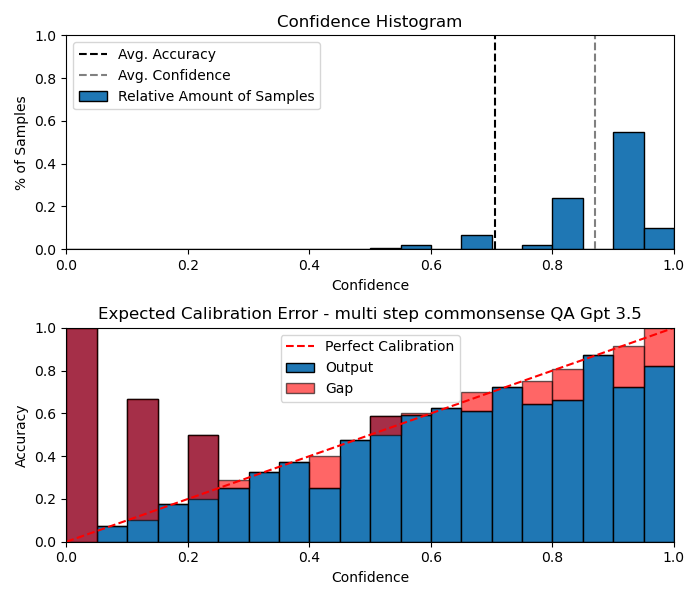 Confidence Histogram
1.0
0.8
0.6
0.4
0.2
0.0
% of Samples
Avg. Accuracy
Avg. Confidence
Relative Amount of Samples
0.0 0.2 0.4 0.6 0.8 1.0
Confidence
Expected Calibration Error - multi step commonsense QA Gpt 3.5
1.0
0.8
0.6
0.4
0.2
0.0
Accuracy
Perfect Calibration
Output
Gap
0.0 0.2 0.4 0.6 0.8 1.0
Confidence